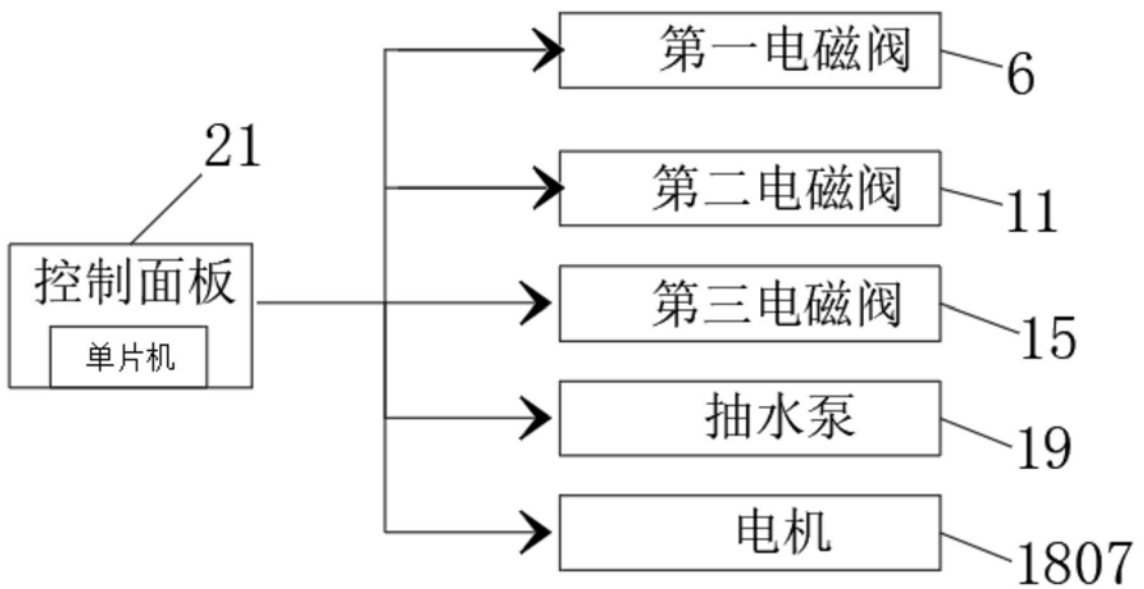 第一电磁阀
6
21
第二电磁阀
11
控制面板
第三电磁阀
15
单片机
抽水泵
19
电机
1807